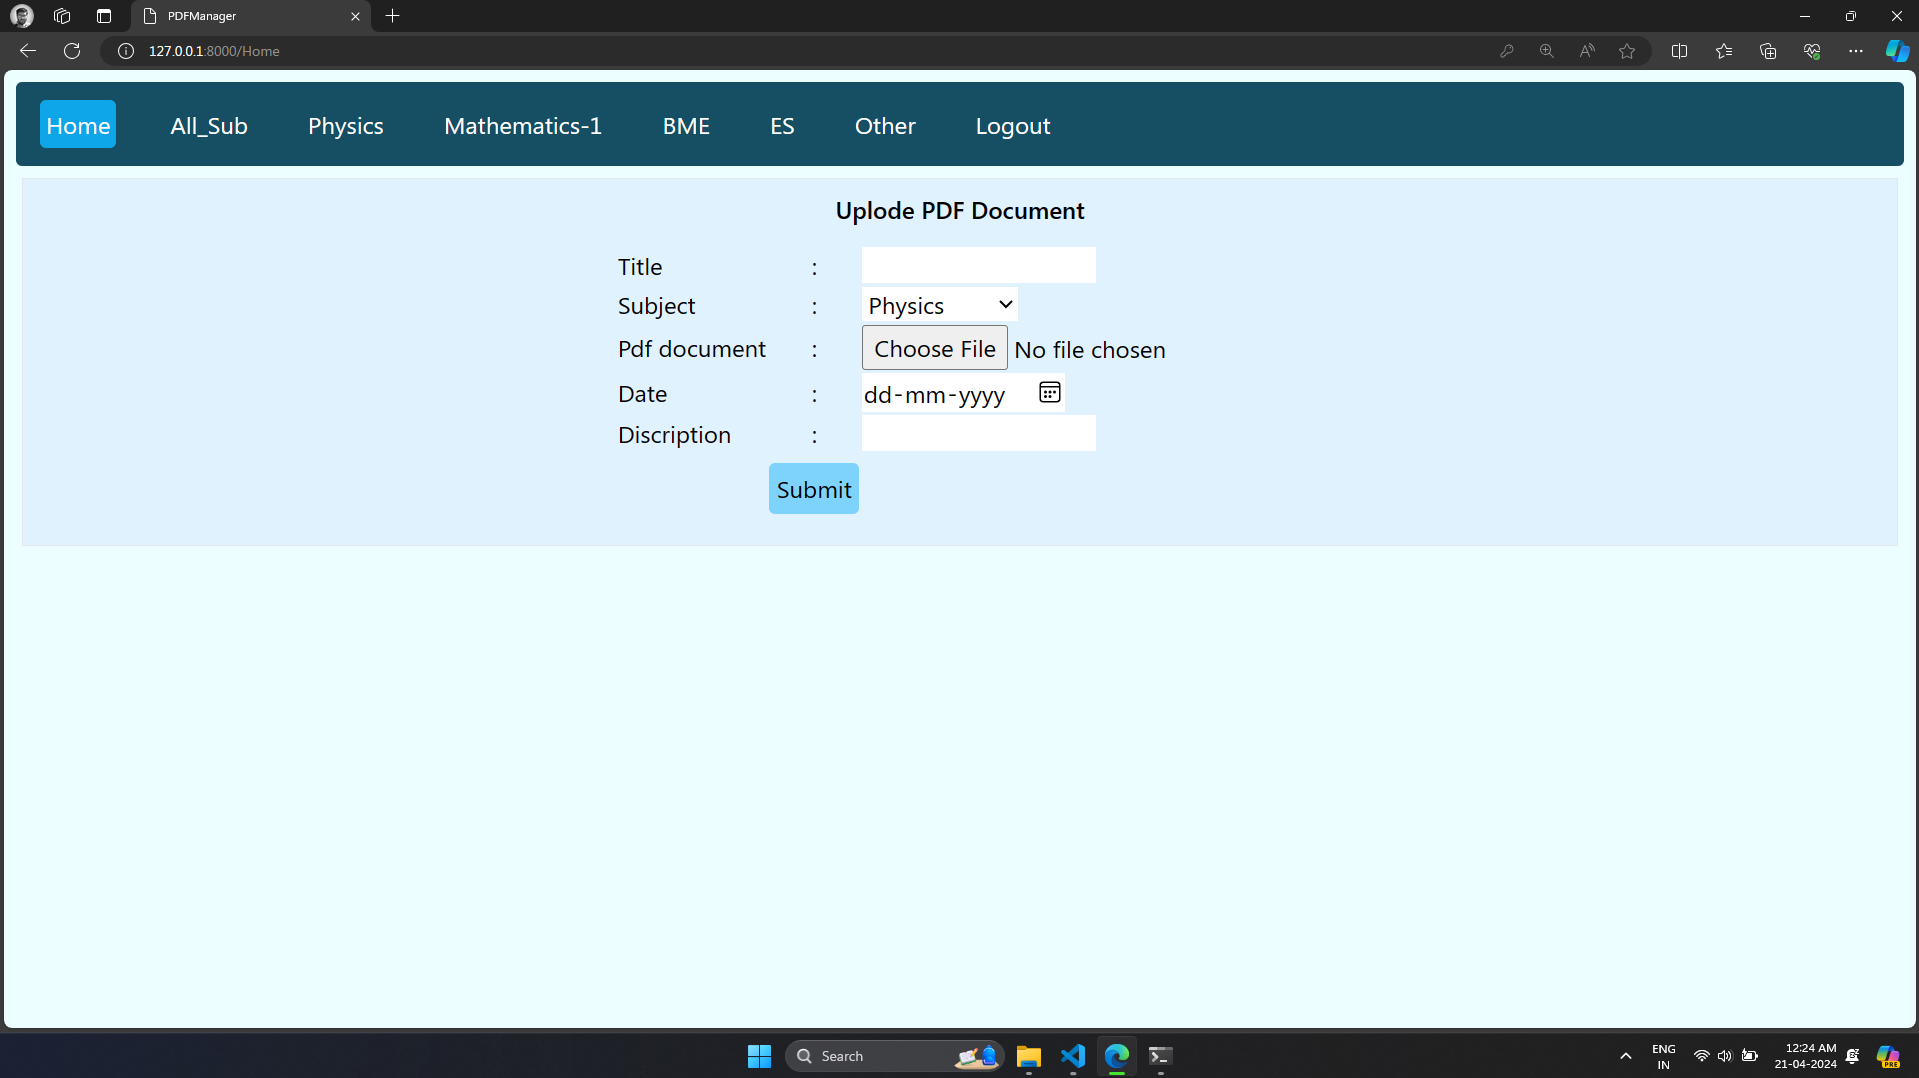 PDFManager
127.0.0.1:8000/Home
Home All_Sub Physics Mathematics-1 BME ES Other Logout
Uplode PDF Document
Title :
Subject : Physics
Pdf document : Choose File No file chosen
Date : dd-mm-yyyy
Discription :
Submit
Search
ENG
IN
12:24 AM
21-04-2024
PRE